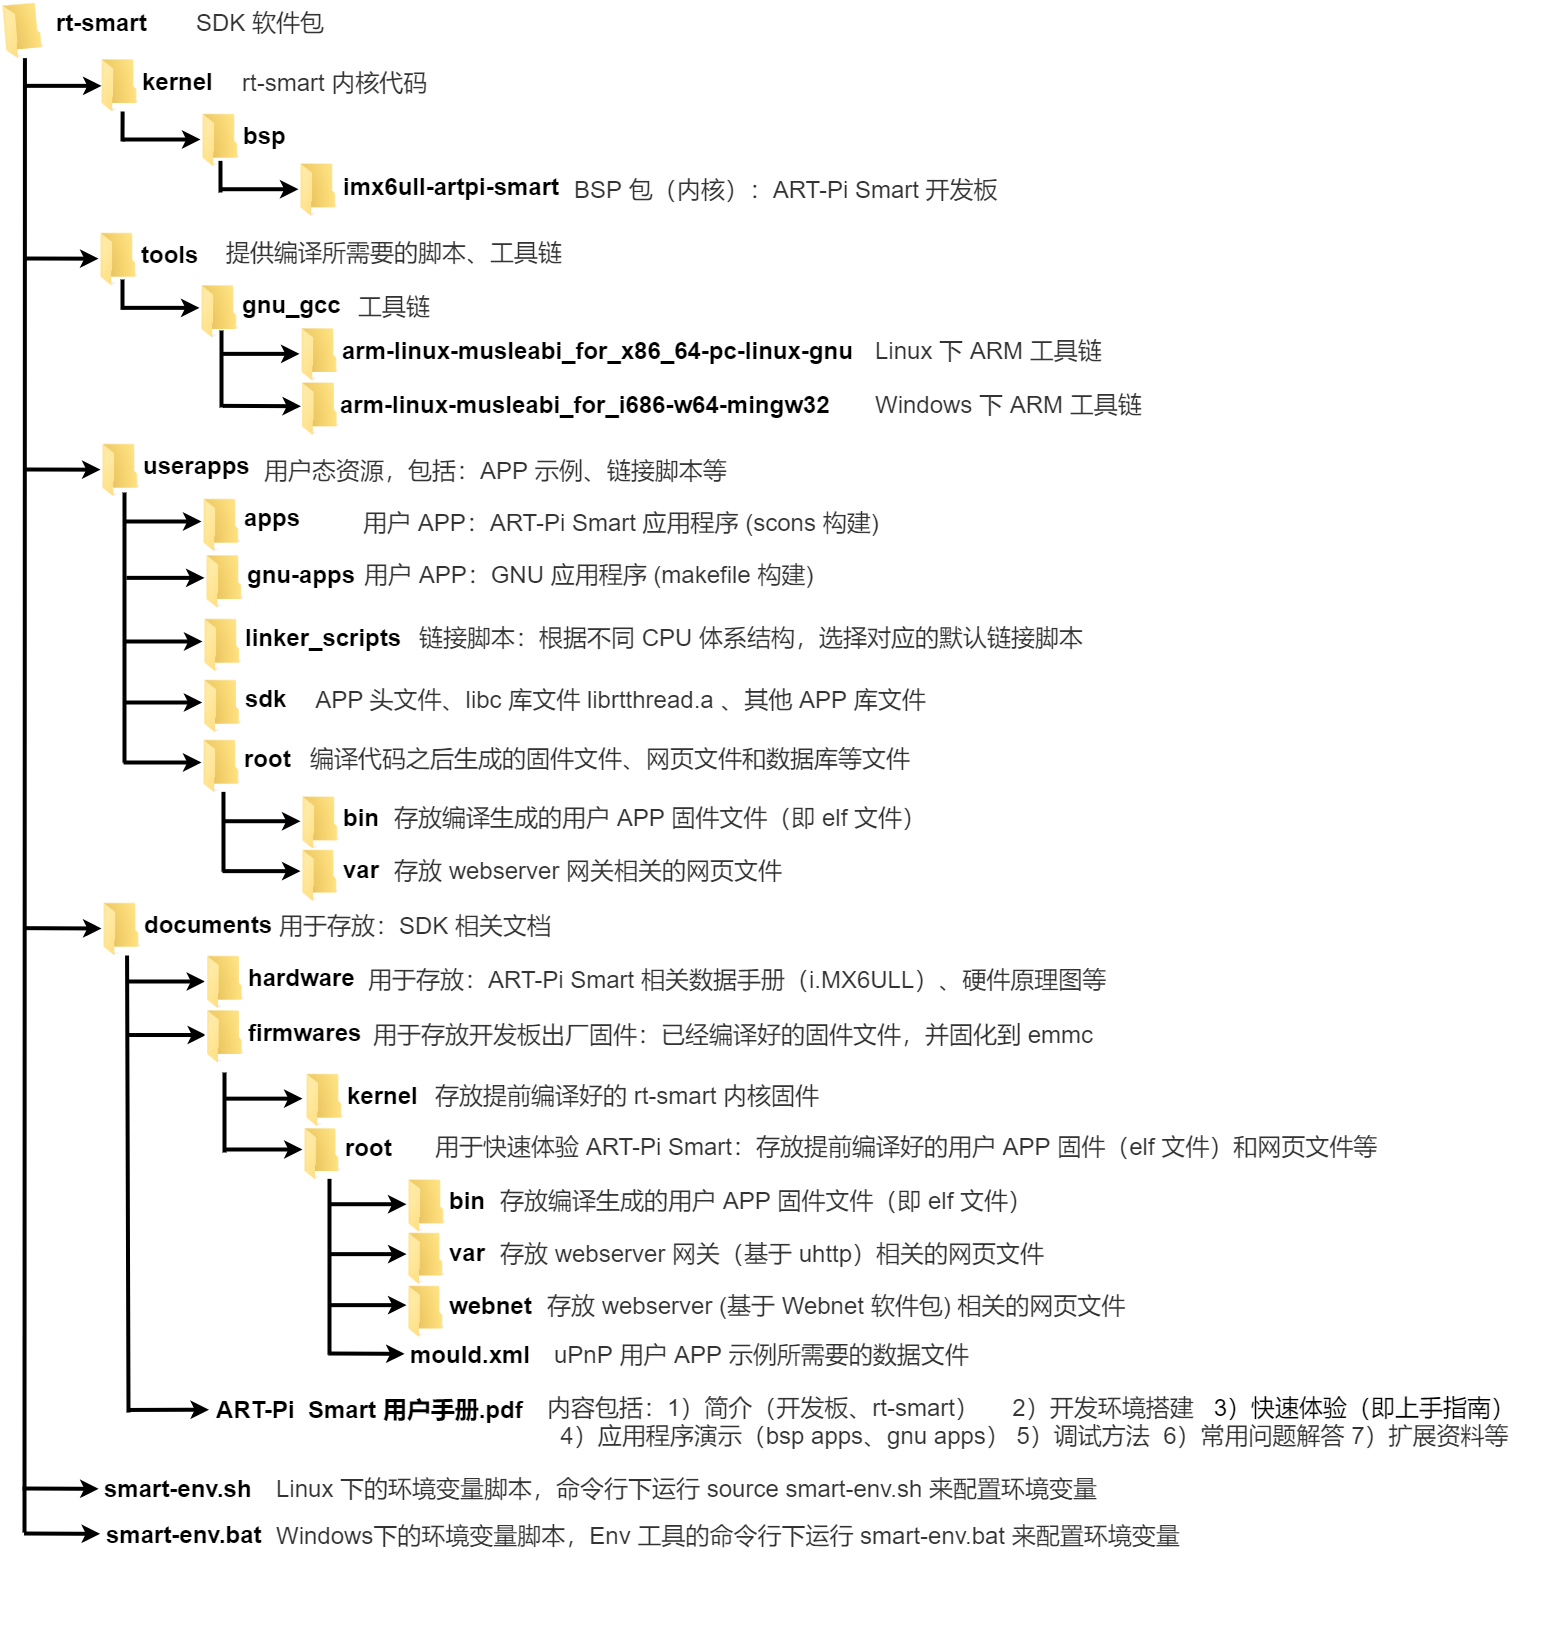 rt-smart SDK 软件包
kernel rt-smart 内核代码
bsp
imx6ull-artpi-smart BSP 包（内核）：ART-Pi Smart 开发板
tools 提供编译所需要的脚本、工具链
gnu_gcc 工具链
arm-linux-musleabi_for_x86_64-pc-linux-gnu Linux 下 ARM 工具链
arm-linux-musleabi_for_i686-w64-mingw32 Windows 下 ARM 工具链
userapps 用户态资源，包括：APP 示例、链接脚本等
apps 用户 APP：ART-Pi Smart 应用程序 (scons 构建)
gnu-apps 用户 APP：GNU 应用程序 (makefile 构建)
linker_scripts 链接脚本：根据不同 CPU 体系结构，选择对应的默认链接脚本
sdk APP 头文件、libc 库文件 librtthread.a 、其他 APP 库文件
root 编译代码之后生成的固件文件、网页文件和数据库等文件
bin 存放编译生成的用户 APP 固件文件（即 elf 文件）
var 存放 webserver 网关相关的网页文件
documents 用于存放：SDK 相关文档
hardware 用于存放：ART-Pi Smart 相关数据手册（i.MX6ULL）、硬件原理图等
firmwares 用于存放开发板出厂固件：已经编译好的固件文件，并固化到 emmc
kernel 存放提前编译好的 rt-smart 内核固件
root 用于快速体验 ART-Pi Smart：存放提前编译好的用户 APP 固件（elf 文件）和网页文件等
bin 存放编译生成的用户 APP 固件文件（即 elf 文件）
var 存放 webserver 网关（基于 uhttp）相关的网页文件
webnet 存放 webserver (基于 Webnet 软件包) 相关的网页文件
mould.xml uPnP 用户 APP 示例所需要的数据文件
ART-Pi Smart 用户手册.pdf 内容包括：1）简介（开发板、rt-smart） 2）开发环境搭建 3）快速体验（即上手指南）
4）应用程序演示（bsp apps、gnu apps） 5）调试方法 6）常用问题解答 7）扩展资料等
smart-env.sh Linux 下的环境变量脚本，命令行下运行 source smart-env.sh 来配置环境变量
smart-env.bat Windows下的环境变量脚本，Env 工具的命令行下运行 smart-env.bat 来配置环境变量